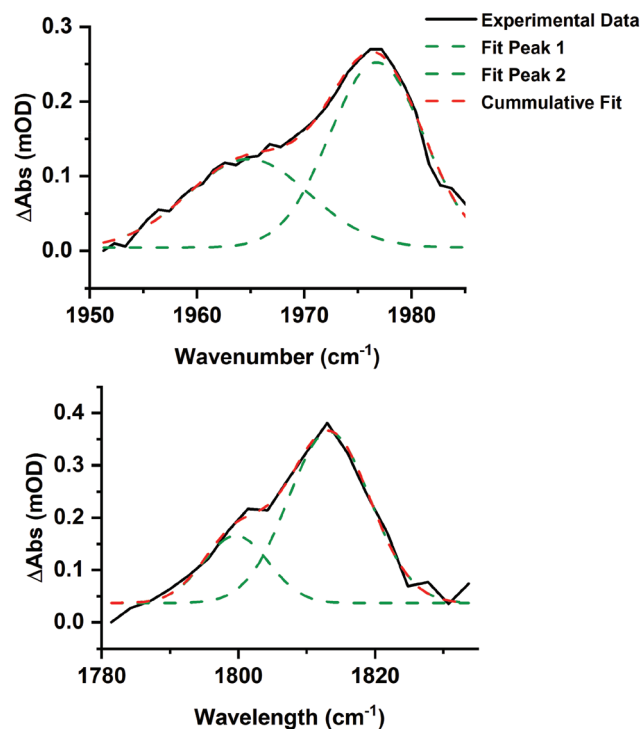 Experimental Data
Fit Peak 1
Fit Peak 2
Cummulative Fit
ΔAbs (mOD)
0.3
0.2
0.1
0.0
1950 1960 1970 1980
Wavenumber (cm⁻¹)
ΔAbs (mOD)
0.4
0.3
0.2
0.1
0.0
1780 1800 1820
Wavelength (cm⁻¹)